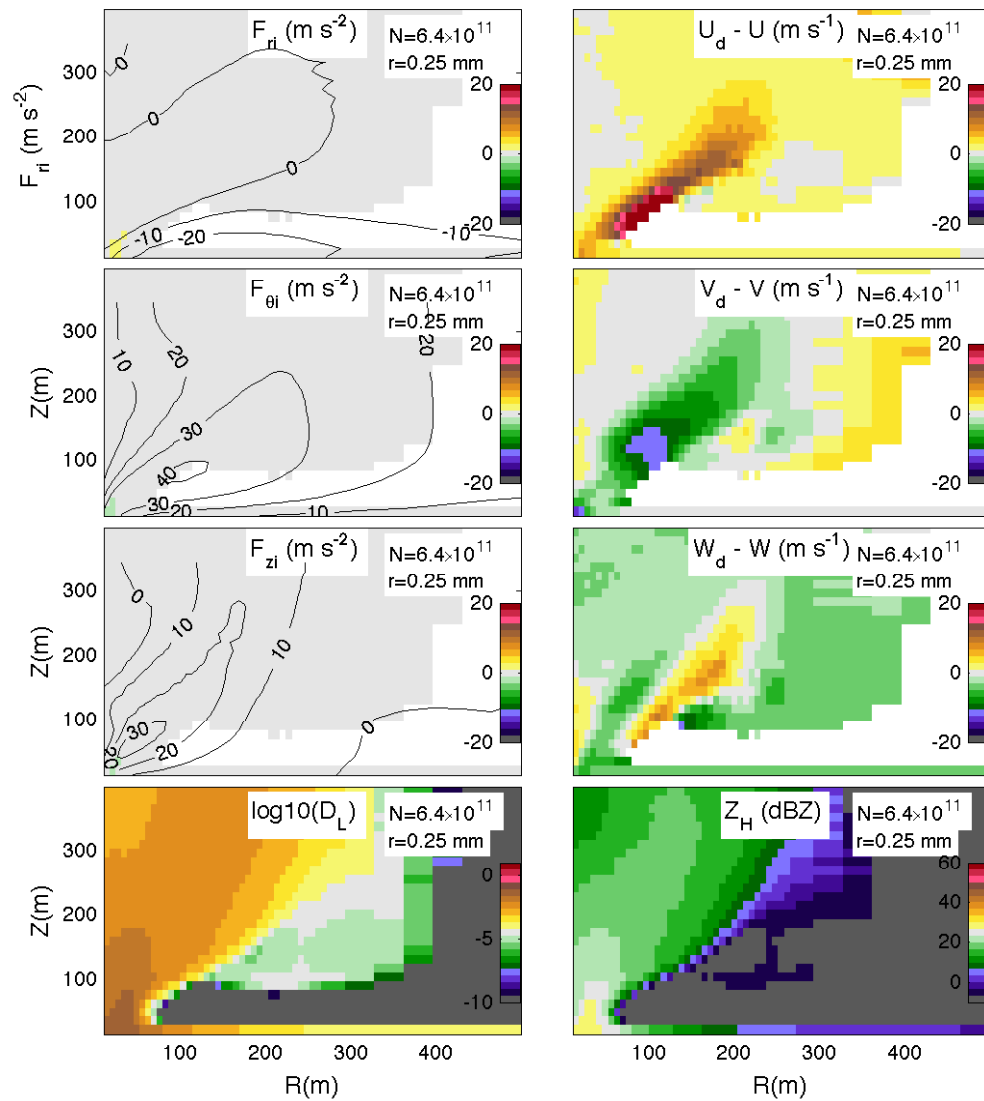 F_ri (m s^-2)
N=6.4×10^11
r=0.25 mm
F_ri (m s^-2)
300
200
100
20
0
-20
0
0
0
-10
-20
-10
U_d - U (m s^-1)
N=6.4×10^11
r=0.25 mm
20
0
-20
F_θi (m s^-2)
N=6.4×10^11
r=0.25 mm
Z(m)
300
200
100
20
0
-20
10
20
20
30
40
30
20
10
V_d - V (m s^-1)
N=6.4×10^11
r=0.25 mm
20
0
-20
F_zi (m s^-2)
N=6.4×10^11
r=0.25 mm
Z(m)
300
200
100
20
0
-20
0
10
10
30
20
20
0
W_d - W (m s^-1)
N=6.4×10^11
r=0.25 mm
20
0
-20
log10(D_L)
N=6.4×10^11
r=0.25 mm
Z(m)
300
200
100
0
-5
-10
100
200
300
400
R(m)
Z_H (dBZ)
N=6.4×10^11
r=0.25 mm
60
40
20
0
100
200
300
400
R(m)